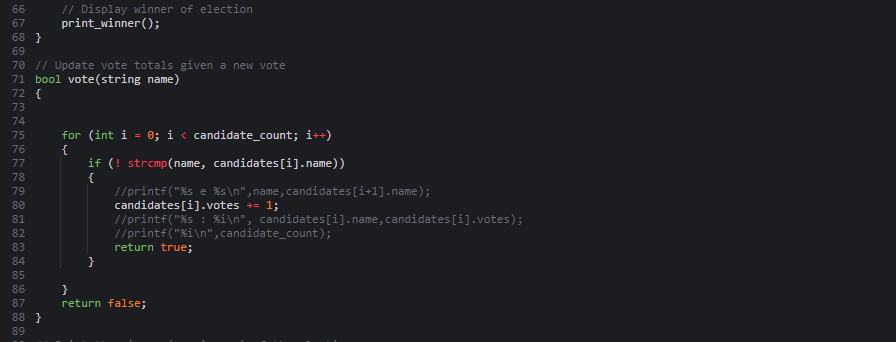 66 // Display winner of election
67 print_winner();
68 }
69
70 // Update vote totals given a new vote
71 bool vote(string name)
72 {
73
74
75 for (int i = 0; i < candidate_count; i++)
76 {
77 if (! strcmp(name, candidates[i].name))
78 {
79 //printf("%s e %s\n",name,candidates[i+1].name);
80 candidates[i].votes += 1;
81 //printf("%s : %i\n", candidates[i].name,candidates[i].votes);
82 //printf("%i\n",candidate_count);
83 return true;
84 }
85
86 }
87 return false;
88 }
89